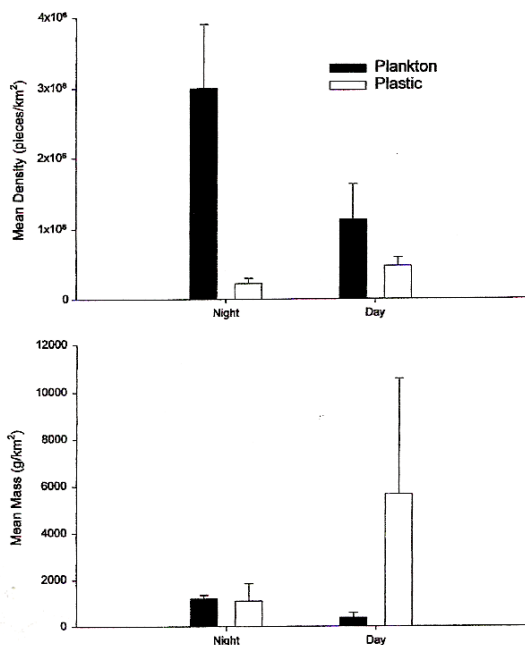 4x10⁶
3x10⁶
2x10⁶
1x10⁶
0
Mean Density (pieces/km²)
Plankton
Plastic
Night Day
12000
10000
8000
6000
4000
2000
0
Mean Mass (g/km²)
Night Day